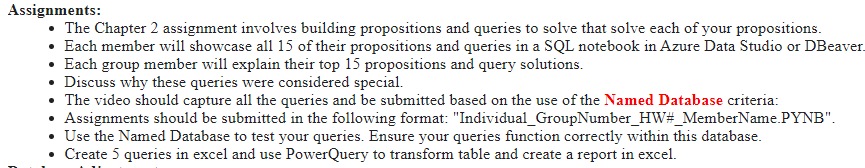 Assignments:
• The Chapter 2 assignment involves building propositions and queries to solve that solve each of your propositions.
• Each member will showcase all 15 of their propositions and queries in a SQL notebook in Azure Data Studio or DBeaver.
• Each group member will explain their top 15 propositions and query solutions.
• Discuss why these queries were considered special.
• The video should capture all the queries and be submitted based on the use of the Named Database criteria:
• Assignments should be submitted in the following format: "Individual_GroupNumber_HW#_MemberName.PYNB".
• Use the Named Database to test your queries. Ensure your queries function correctly within this database.
• Create 5 queries in excel and use PowerQuery to transform table and create a report in excel.